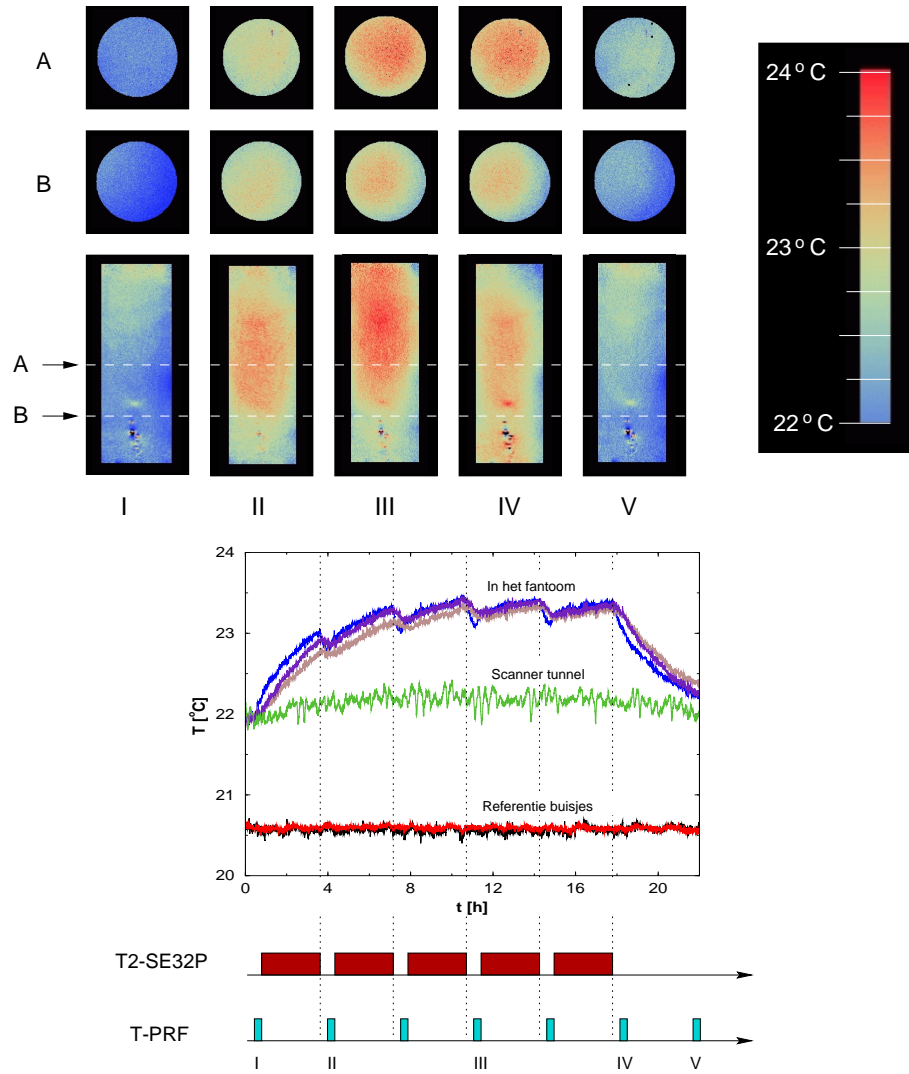 A
B
24 °C
23 °C
22 °C
A
B
I II III IV V
24
23
22
21
20
T [°C]
In het fantoom
Scanner tunnel
Referentie buisjes
0 4 8 12 16 20
t [h]
T2-SE32P
T-PRF
I II III IV V